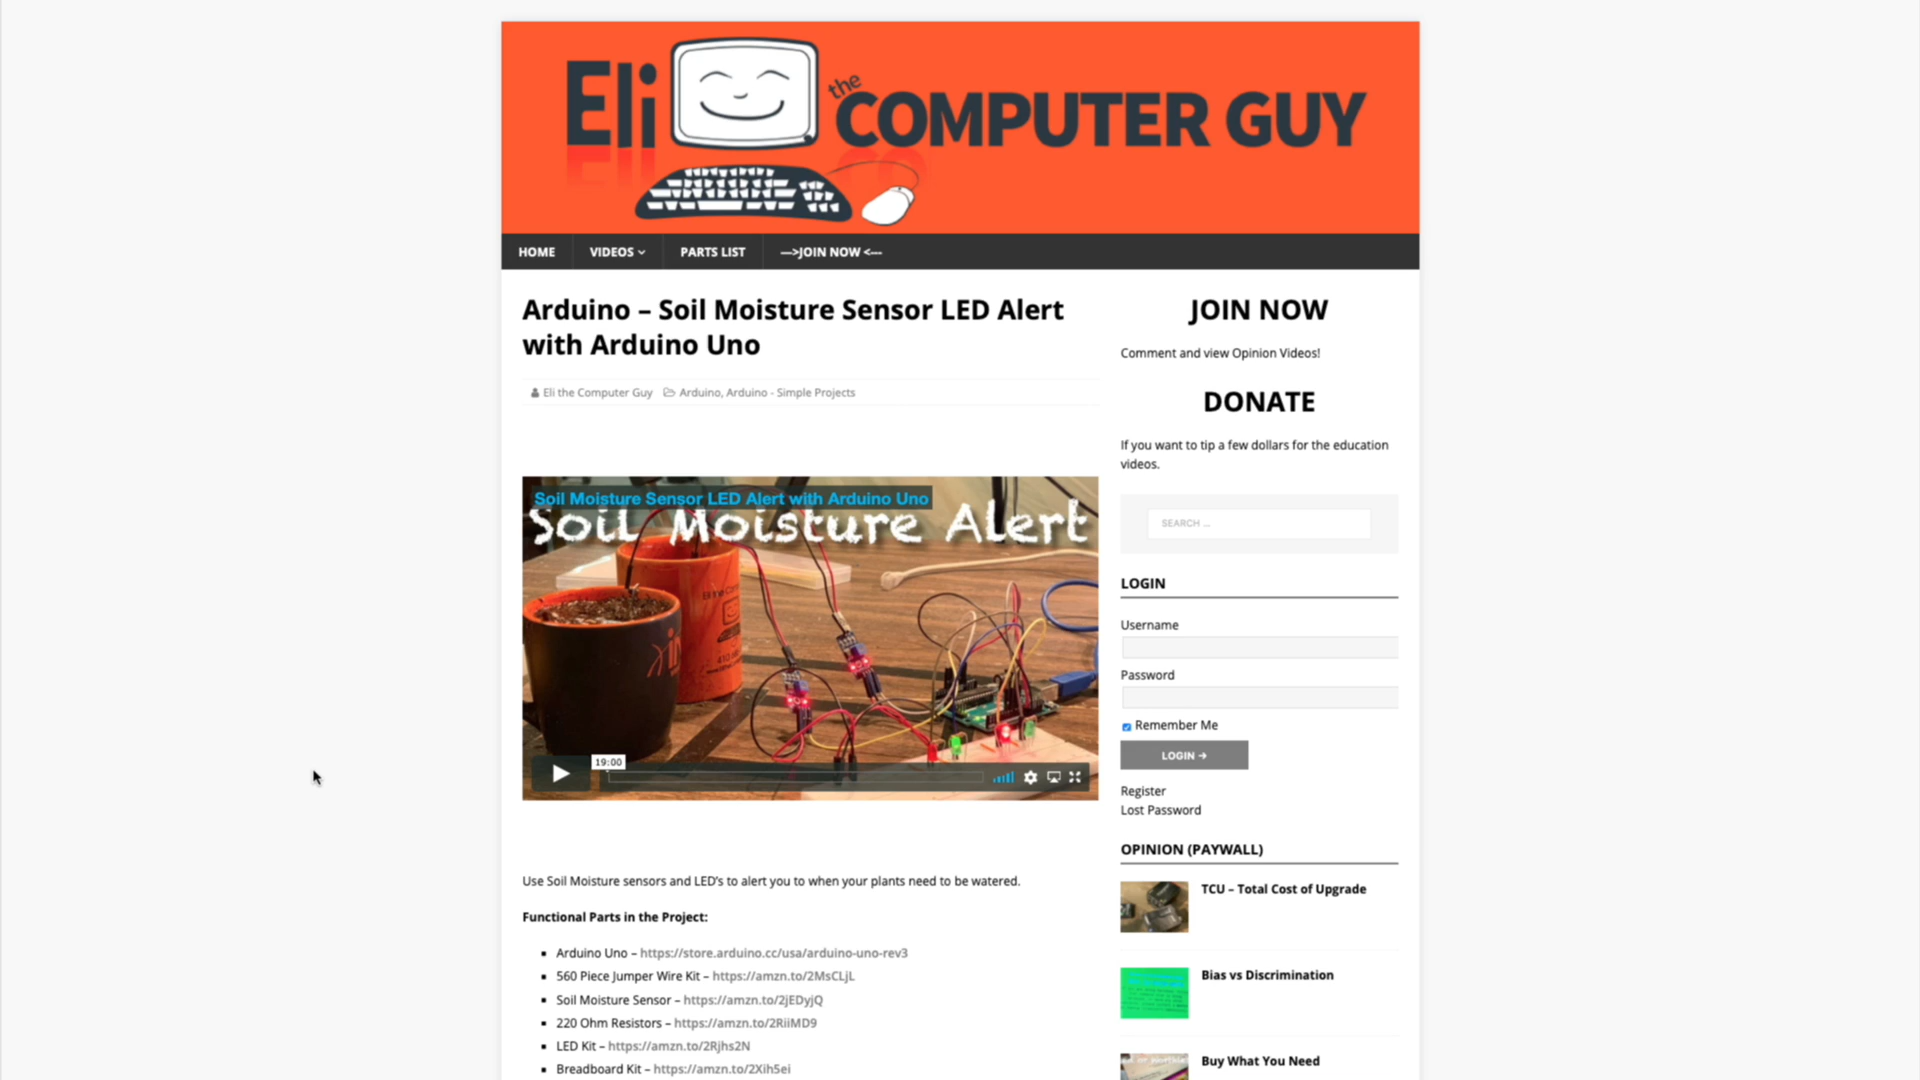 Eli the COMPUTER GUY
HOME
VIDEOS
PARTS LIST
--->JOIN NOW <---
Arduino – Soil Moisture Sensor LED Alert
with Arduino Uno
Eli the Computer Guy
Arduino, Arduino - Simple Projects
Soil Moisture Sensor LED Alert with Arduino Uno
Soil Moisture Alert
19:00
Use Soil Moisture sensors and LED's to alert you to when your plants need to be watered.
Functional Parts in the Project:
Arduino Uno – https://store.arduino.cc/usa/arduino-uno-rev3
560 Piece Jumper Wire Kit – https://amzn.to/2MsCLjL
Soil Moisture Sensor – https://amzn.to/2jEDyjQ
220 Ohm Resistors – https://amzn.to/2RiiMD9
LED Kit – https://amzn.to/2Rjhs2N
Breadboard Kit – https://amzn.to/2Xih5ei
JOIN NOW
Comment and view Opinion Videos!
DONATE
If you want to tip a few dollars for the education
videos.
SEARCH ...
LOGIN
Username
Password
Remember Me
LOGIN →
Register
Lost Password
OPINION (PAYWALL)
TCU – Total Cost of Upgrade
Bias vs Discrimination
Buy What You Need